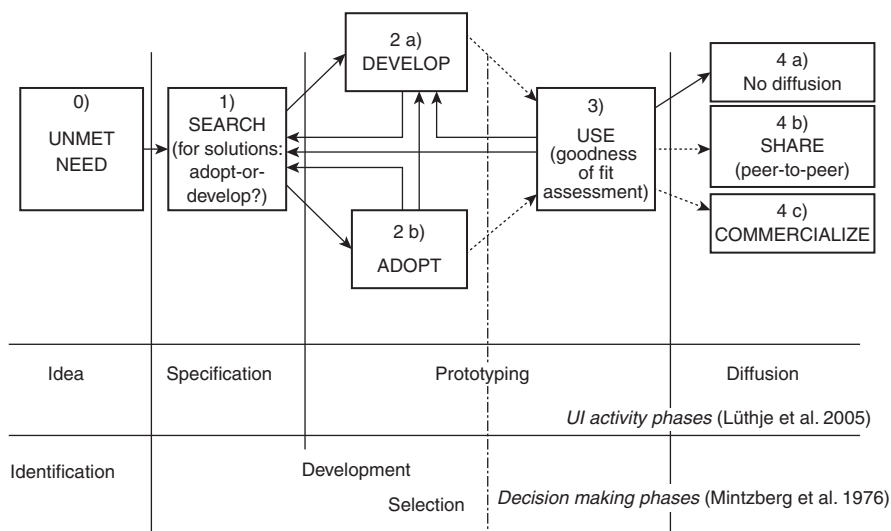 0)
UNMET
NEED
1)
SEARCH
(for solutions:
adopt-or-
develop?)
2 a)
DEVELOP
2 b)
ADOPT
3)
USE
(goodness
of fit
assessment)
4 a)
No diffusion
4 b)
SHARE
(peer-to-peer)
4 c)
COMMERCIALIZE
Idea
Specification
Prototyping
Diffusion
UI activity phases (Lüthje et al. 2005)
Identification
Development
Selection
Decision making phases (Mintzberg et al. 1976)